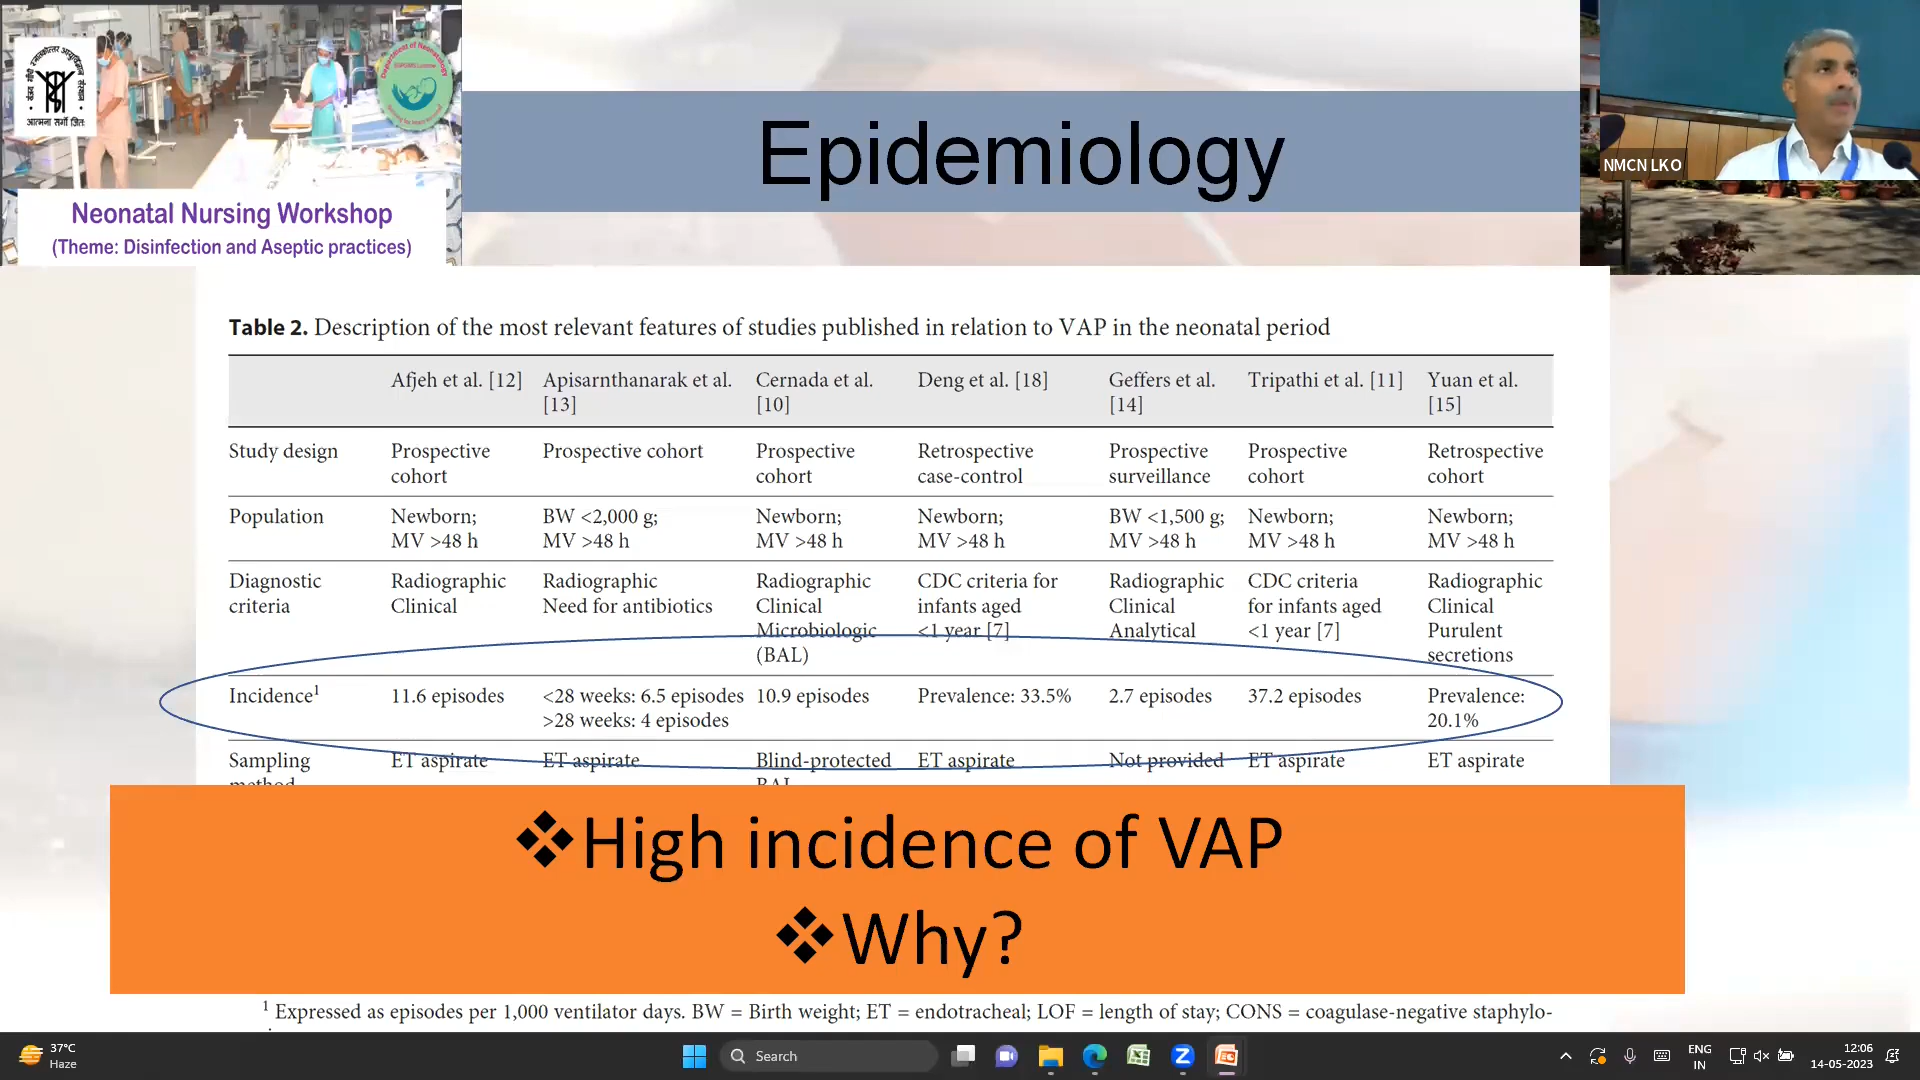 आत्मना सर्गो जितः
Department of Neonatology
Neonatal Nursing Workshop
(Theme: Disinfection and Aseptic practices)
Epidemiology
NMCN LKO
Table 2. Description of the most relevant features of studies published in relation to VAP in the neonatal period
Afjeh et al. [12] Apisarnthanarak et al. Cernada et al. Deng et al. [18] Geffers et al. Tripathi et al. [11] Yuan et al.
[13] [10] [14] [15]
Study design Prospective Prospective cohort Prospective Retrospective Prospective Prospective Retrospective
cohort cohort case-control surveillance cohort cohort
Population Newborn; BW <2,000 g; Newborn; Newborn; BW <1,500 g; Newborn; Newborn;
MV >48 h MV >48 h MV >48 h MV >48 h MV >48 h MV >48 h MV >48 h
Diagnostic Radiographic Radiographic Radiographic CDC criteria for Radiographic CDC criteria Radiographic
criteria Clinical Need for antibiotics Clinical infants aged Clinical for infants aged Clinical
Microbiologic <1 year [7] Analytical <1 year [7] Purulent
(BAL) secretions
Incidence¹ 11.6 episodes <28 weeks: 6.5 episodes 10.9 episodes Prevalence: 33.5% 2.7 episodes 37.2 episodes Prevalence:
>28 weeks: 4 episodes 20.1%
Sampling ET aspirate ET aspirate Blind-protected ET aspirate Not provided ET aspirate ET aspirate
method BAL
❖High incidence of VAP
❖Why?
¹ Expressed as episodes per 1,000 ventilator days. BW = Birth weight; ET = endotracheal; LOF = length of stay; CONS = coagulase-negative staphylo-
37°C
Haze
Search
ENG
IN
12:06
14-05-2023